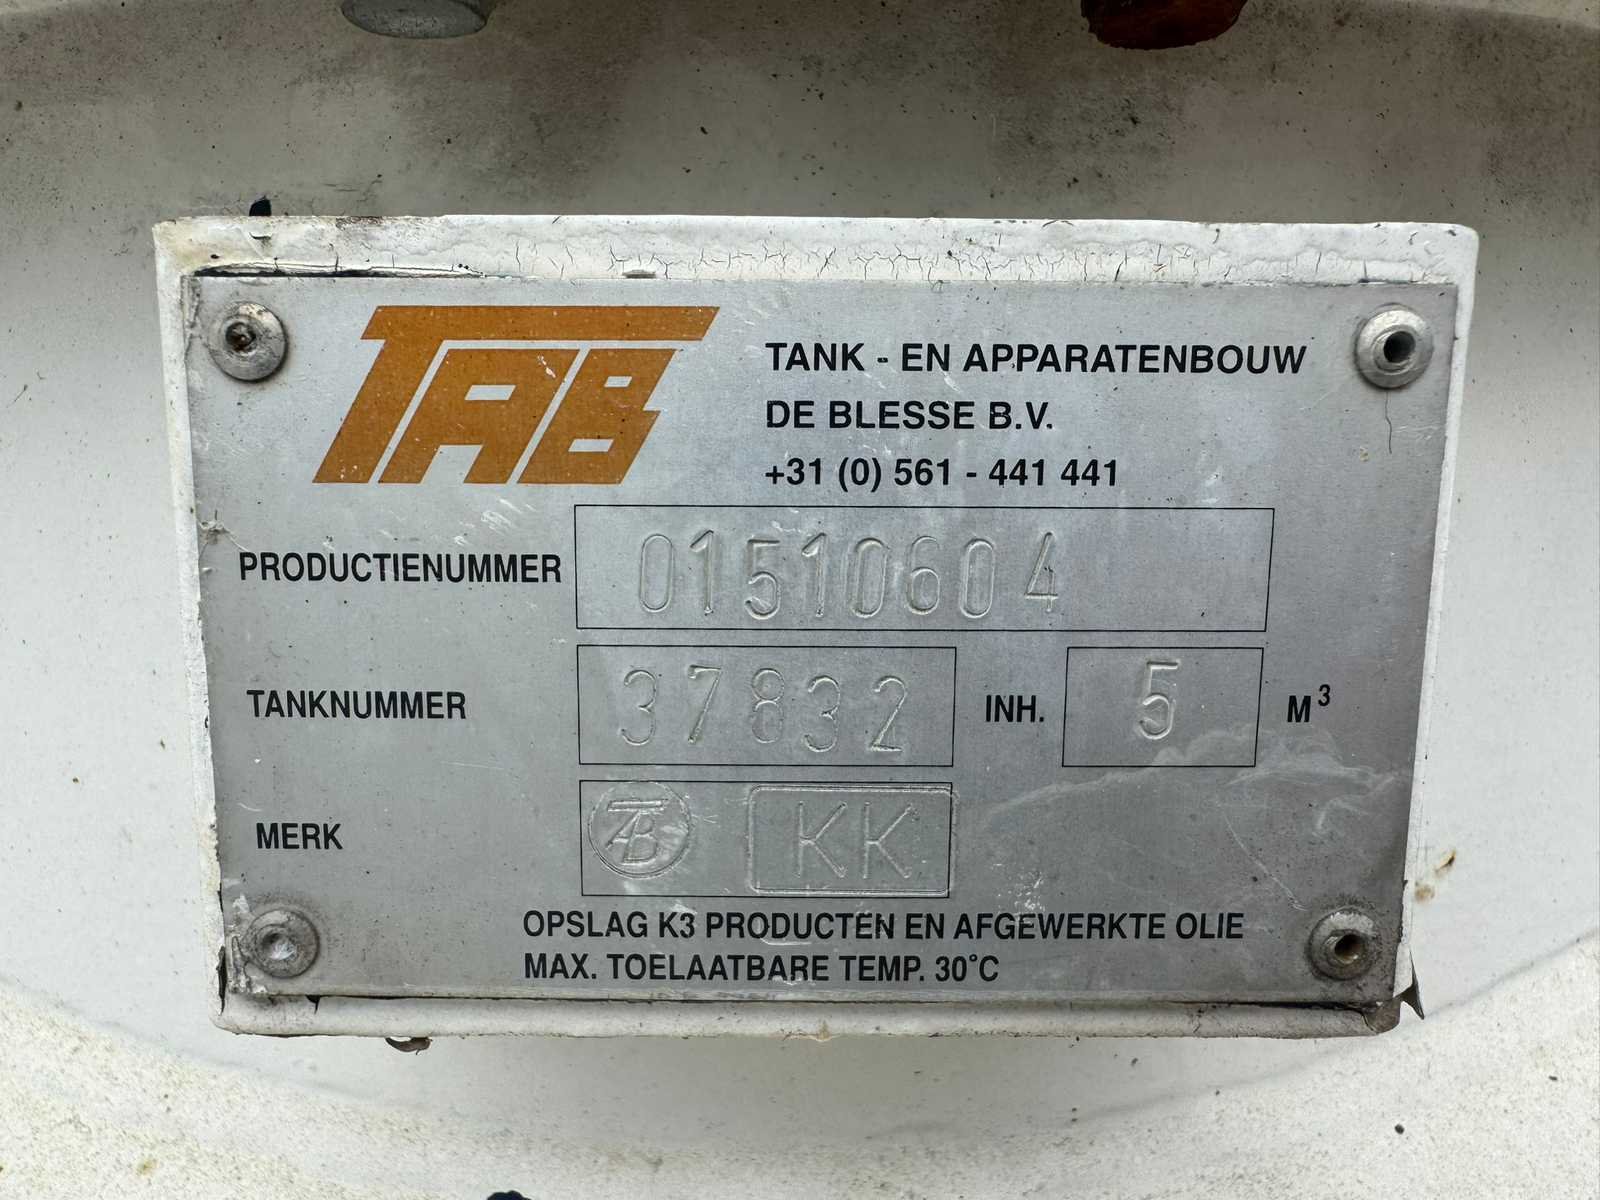 TAB
TANK - EN APPARATENBOUW
DE BLESSE B.V.
+31 (0) 561 - 441 441
PRODUCTIENUMMER 01510604
TANKNUMMER 37832 INH. 5 M³
MERK TAB KK
OPSLAG K3 PRODUCTEN EN AFGEWERKTE OLIE
MAX. TOELAATBARE TEMP. 30°C